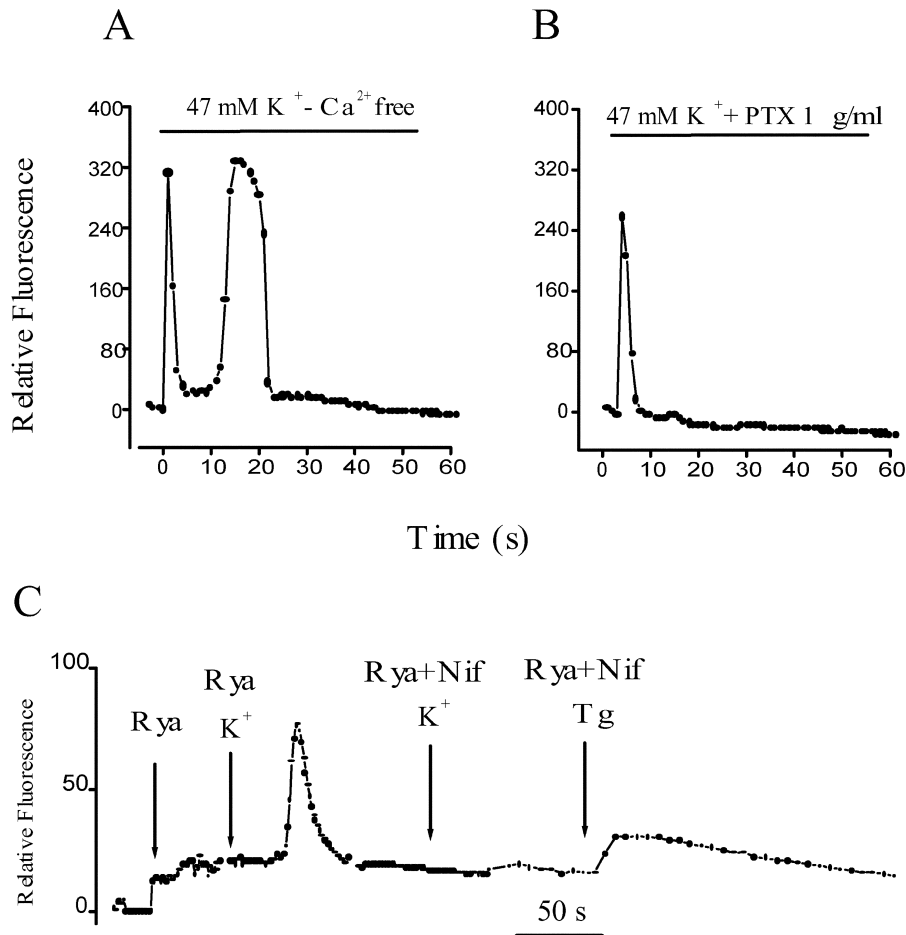 A
B
47 mM K + - Ca2+ free
47 mM K + + PTX 1 g/ml
400
320
240
160
80
0
400
320
240
160
80
0
Relative Fluorescence
0 10 20 30 40 50 60
0 10 20 30 40 50 60
Time (s)
C
100
50
0
Relative Fluorescence
Rya
Rya
K+
Rya+Nif
K+
Rya+Nif
Tg
50 s